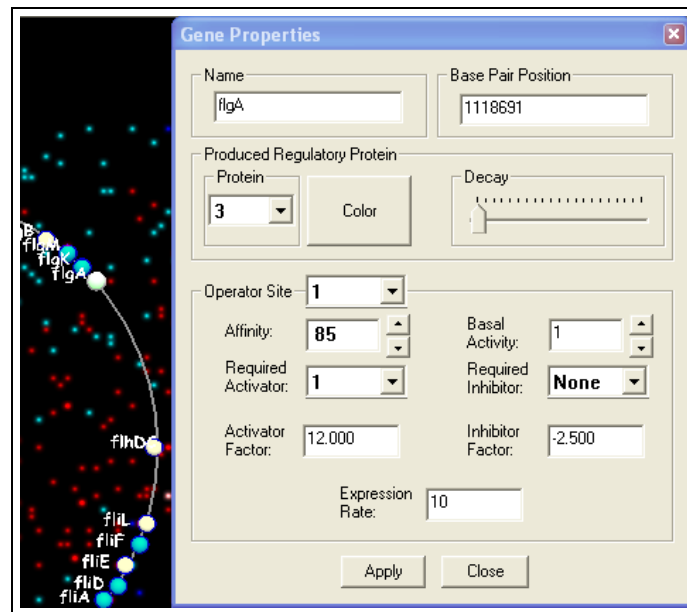 Gene Properties
Name
flgA
Base Pair Position
1118691
Produced Regulatory Protein
Protein
3
Color
Decay
Operator Site
1
Affinity:
85
Basal
Activity:
1
Required
Activator:
1
Required
Inhibitor:
None
Activator
Factor:
12.000
Inhibitor
Factor:
-2.500
Expression
Rate:
10
Apply
Close
flgM
flgK
flgA
fliL
fliF
fliE
fliD
fliA